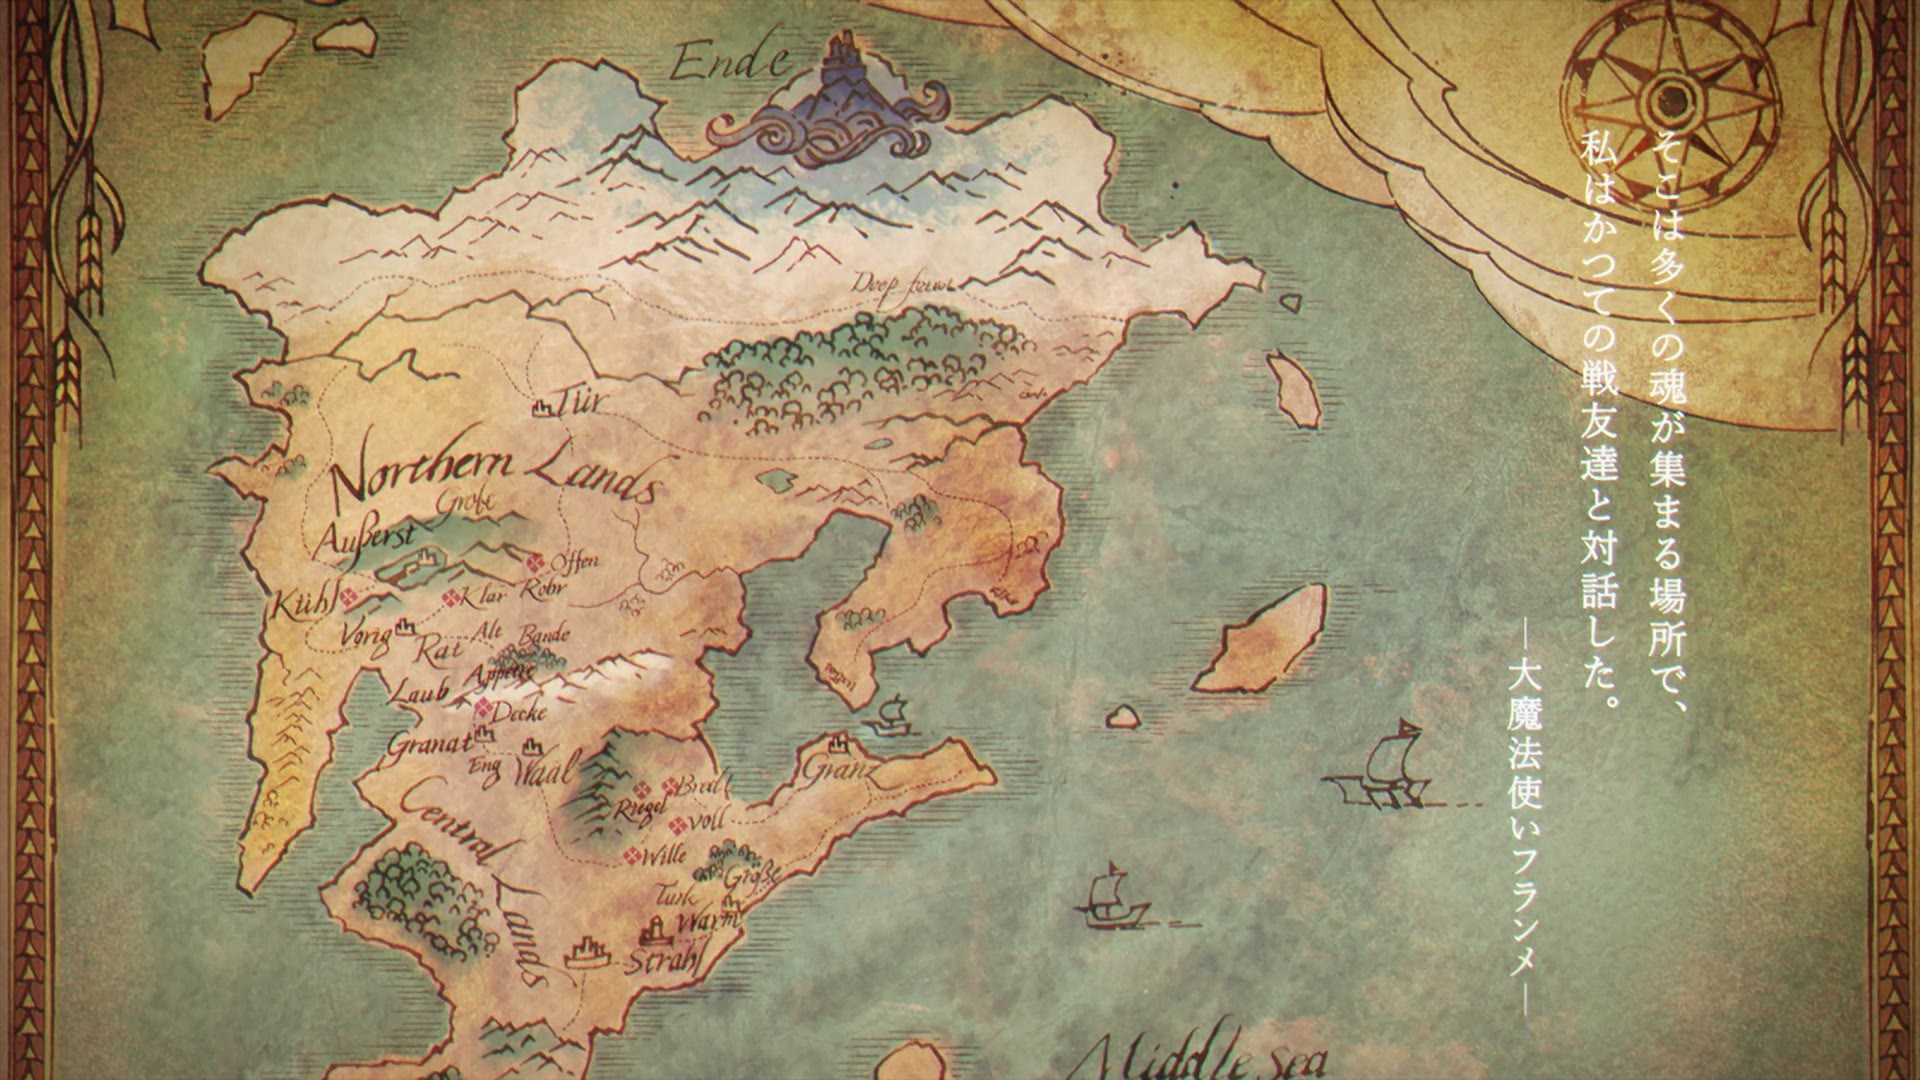 そこは多くの魂が集まる場所で、
私はかつての戦友達と対話した。
―大魔法使いフランメ―
Ende
Deep forest
Tür
Northern Lands
Grobe
Äußerst
Offen
Kühl
Klar
Rohr
Vorig
Rat
Alt
Bande
Appetit
Laub
Decke
Granat
Eng
Waal
Granz
Riegel
Breit
Voll
Central Lands
Wille
Große
Turk
Warm
Strahl
Middle Sea